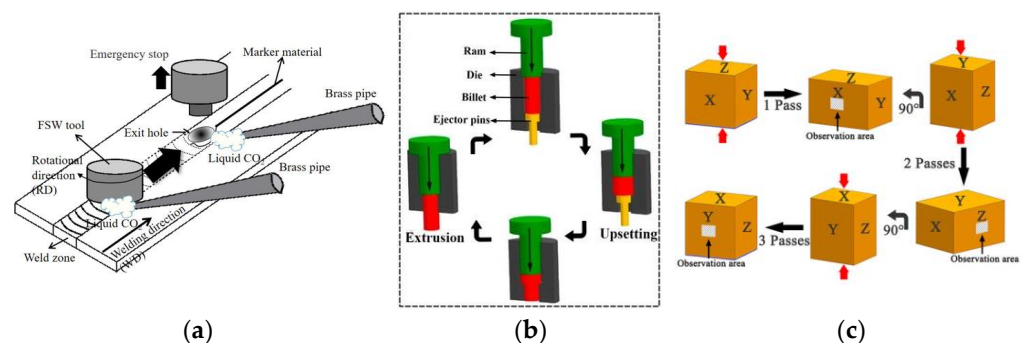 Emergency stop
Marker material
FSW tool
Exit hole
Brass pipe
Rotational
direction
(RD)
Liquid CO₂
Brass pipe
Liquid CO₂
Welding direction
(WD)
Weld zone
(a)
Ram
Die
Billet
Ejector pins
Extrusion
Upsetting
(b)
Z
X
Y
1 Pass
Z
X
Y
Observation area
90°
Y
X
Z
2 Passes
X
Y
Z
Observation area
3 Passes
X
Y
Z
90°
Y
X
Z
Observation area
(c)